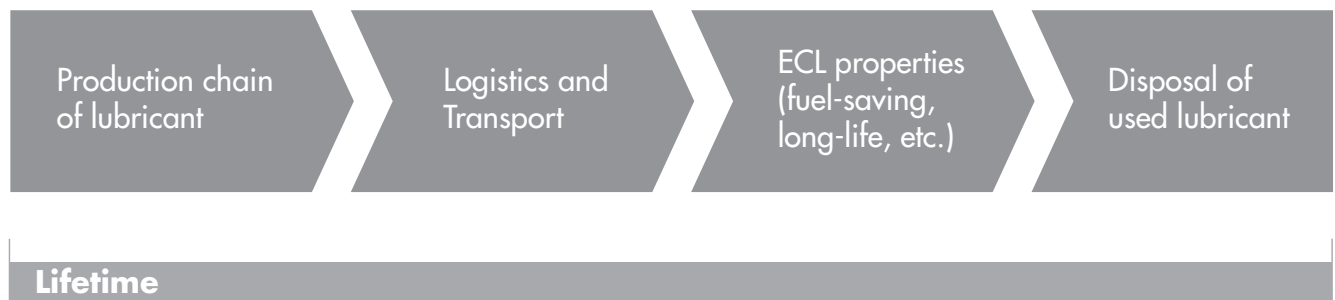 Production chain
of lubricant
Logistics and
Transport
ECL properties
(fuel-saving,
long-life, etc.)
Disposal of
used lubricant
Lifetime